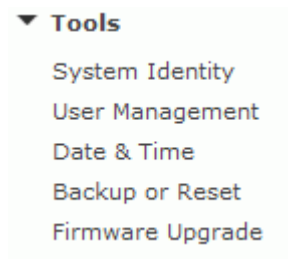 Tools
System Identity
User Management
Date & Time
Backup or Reset
Firmware Upgrade